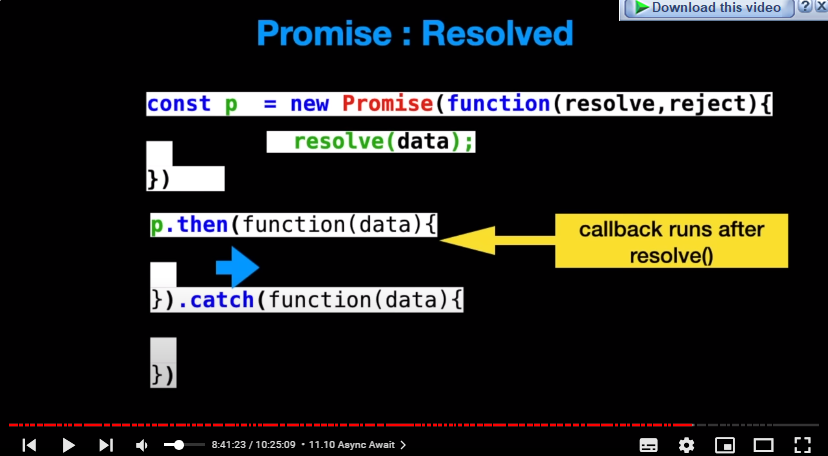 Download this video ? X
Promise : Resolved
const p = new Promise(function(resolve,reject){
resolve(data);
})
p.then(function(data){
callback runs after
resolve()
}).catch(function(data){
})
8:41:23 / 10:25:09 • 11.10 Async Await >